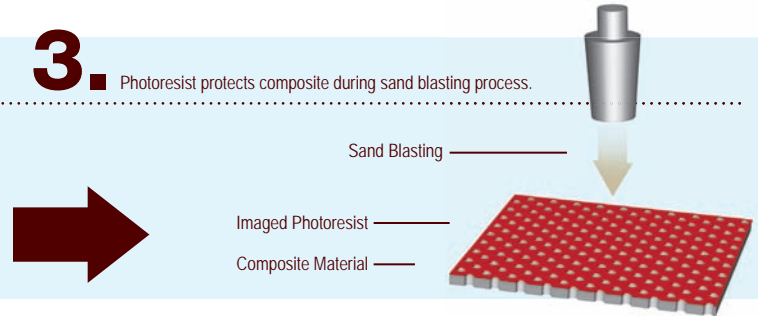 3. Photoresist protects composite during sand blasting process.
Sand Blasting
Imaged Photoresist
Composite Material